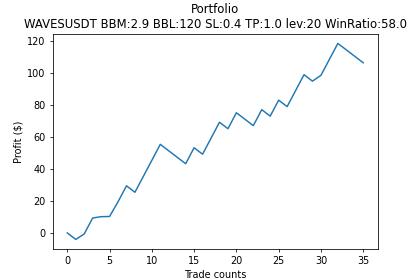 Portfolio
WAVESUSDT BBM:2.9 BBL:120 SL:0.4 TP:1.0 lev:20 WinRatio:58.0
120
100
80
60
40
20
0
Profit ($)
0 5 10 15 20 25 30 35
Trade counts